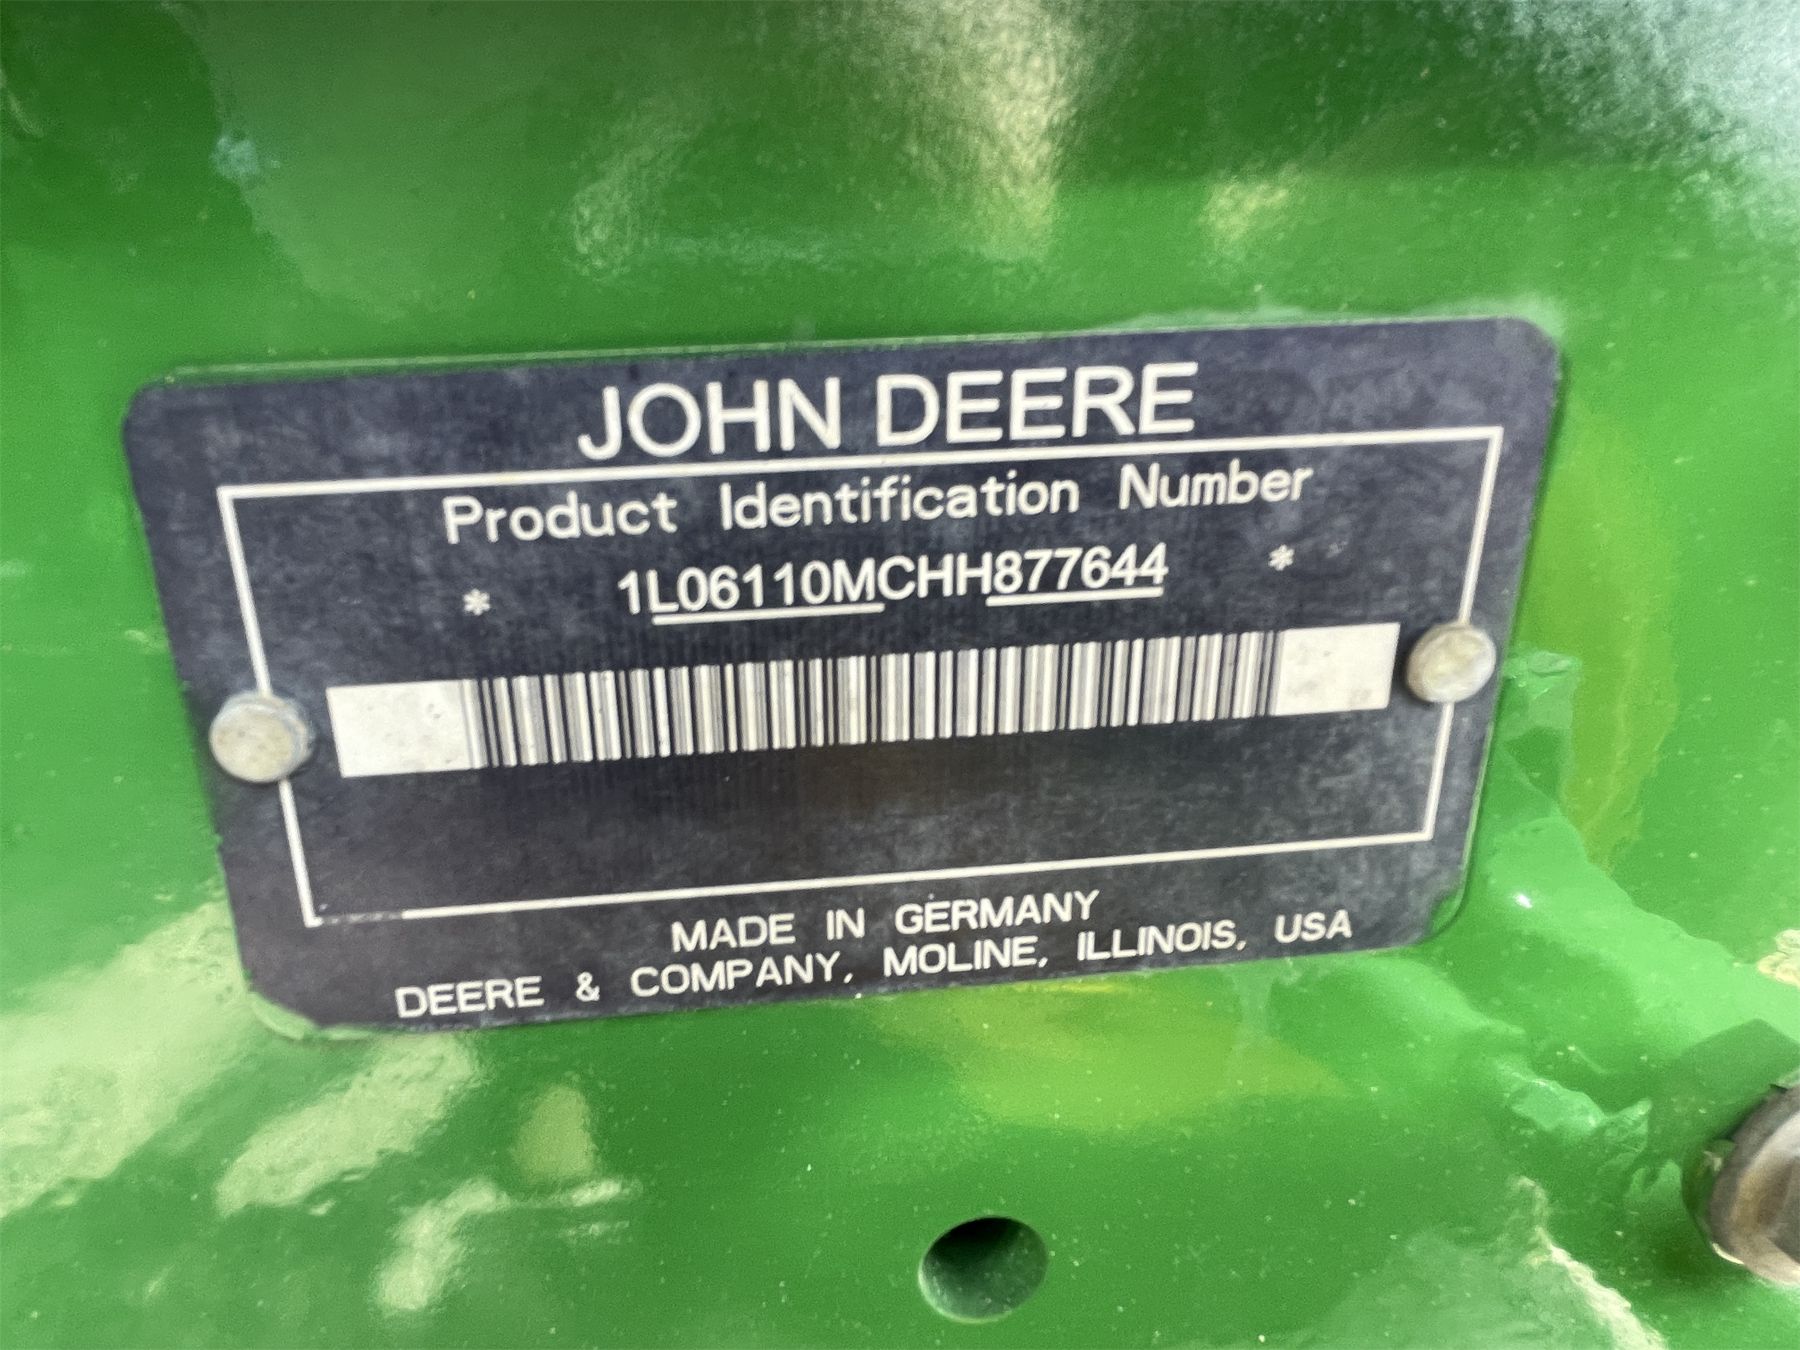 JOHN DEERE
Product Identification Number
* 1L06110MCHH877644 *
MADE IN GERMANY
DEERE & COMPANY, MOLINE, ILLINOIS, USA